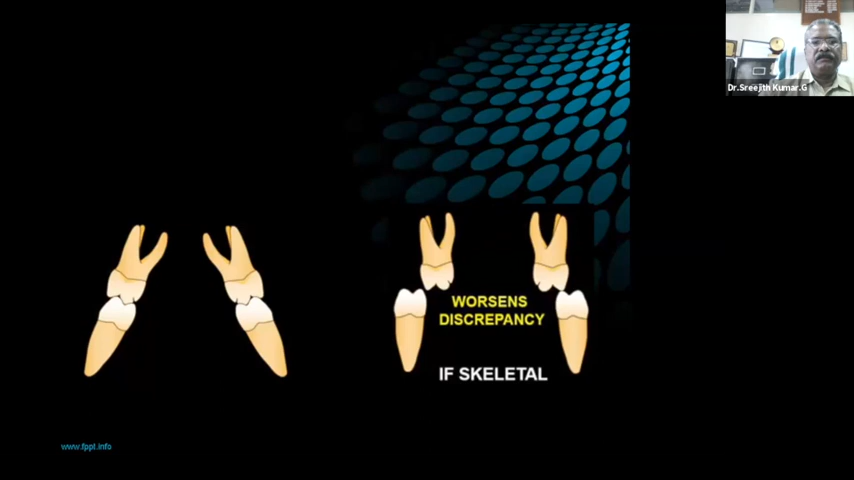 Dr.Sreejith Kumar.G
WORSENS
DISCREPANCY
IF SKELETAL
www.fppt.info